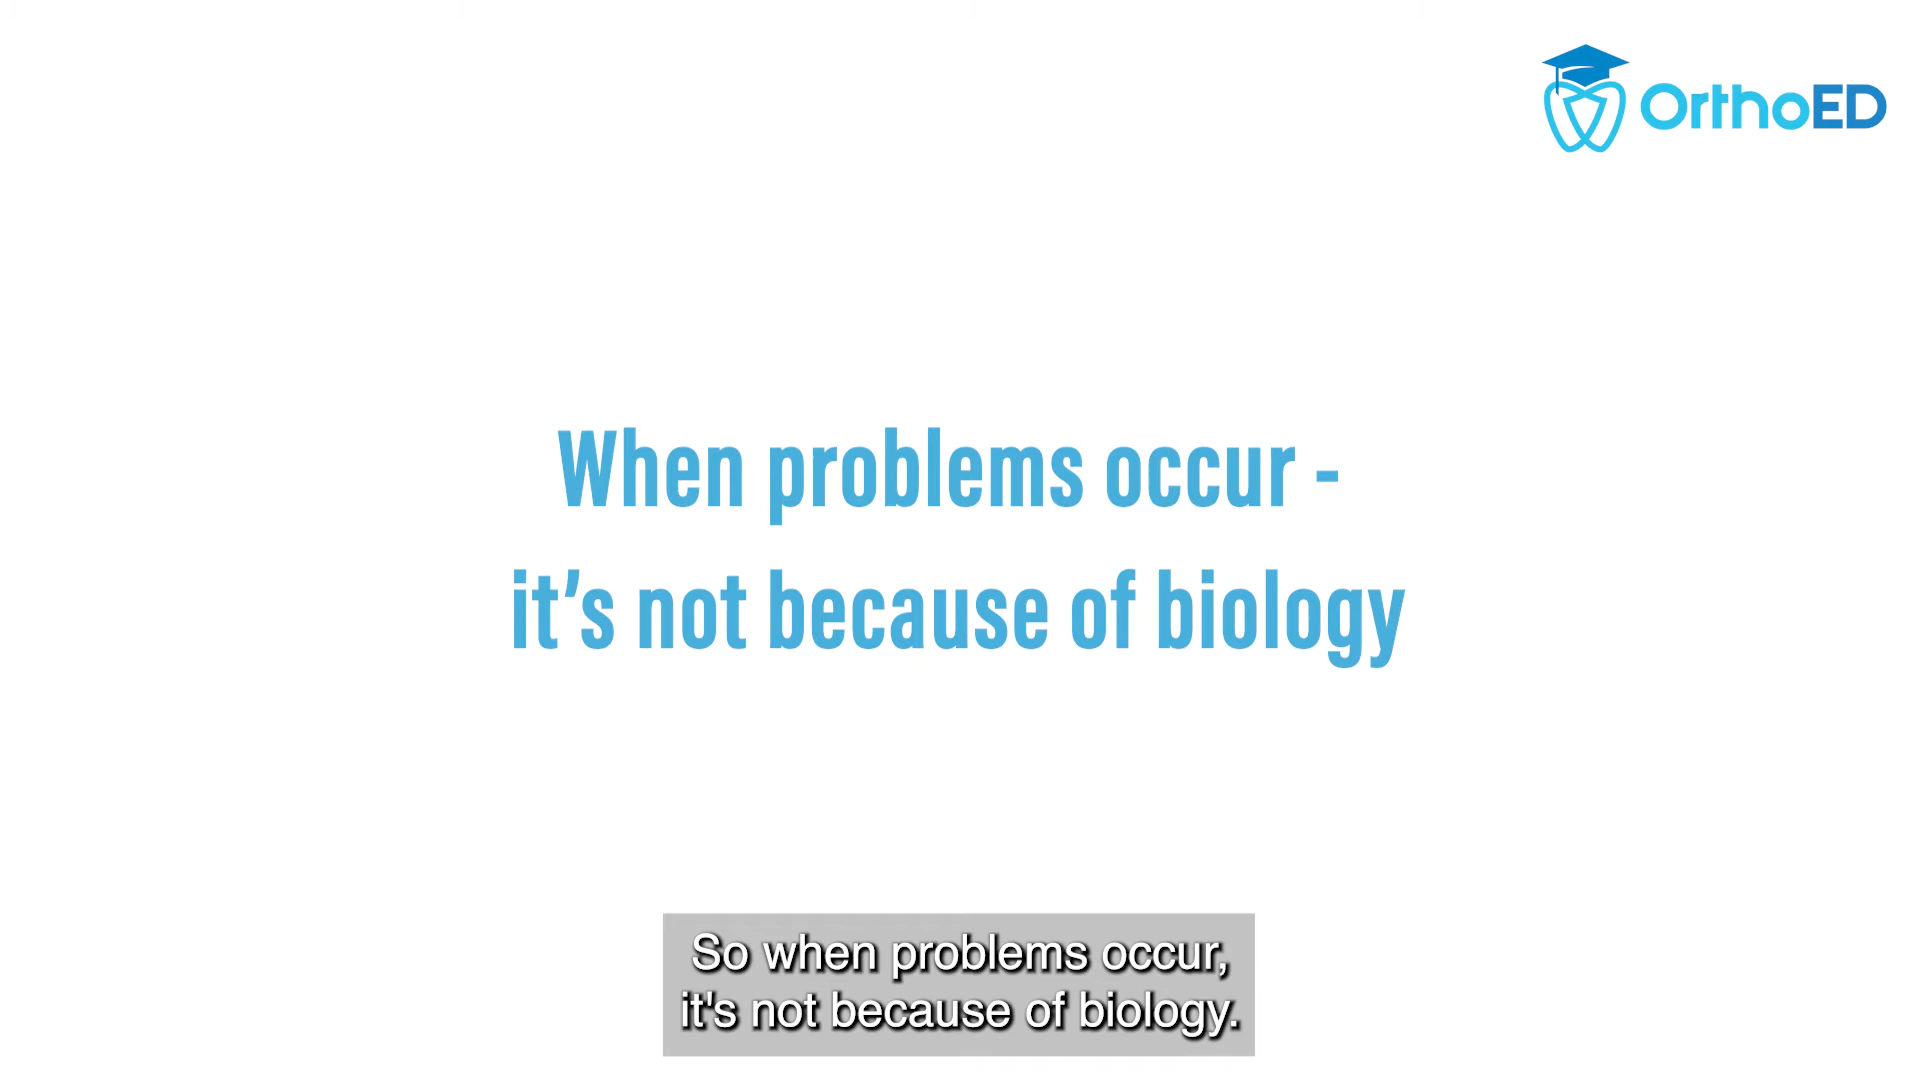 OrthoED
When problems occur -
it’s not because of biology
So when problems occur,
it's not because of biology.